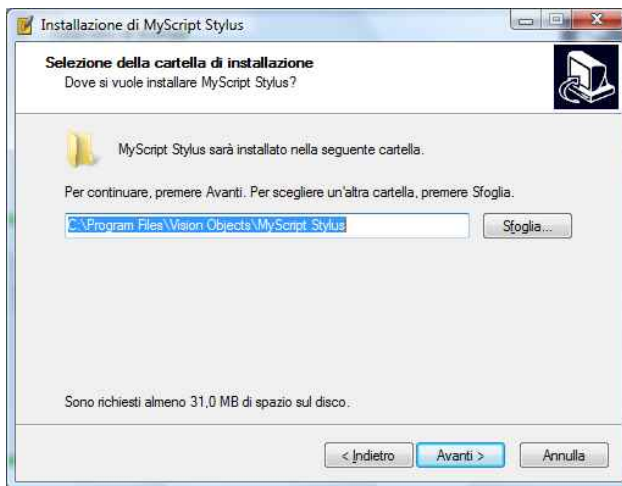 Installazione di MyScript Stylus
Selezione della cartella di installazione
Dove si vuole installare MyScript Stylus?
MyScript Stylus sarà installato nella seguente cartella.
Per continuare, premere Avanti. Per scegliere un'altra cartella, premere Sfoglia.
C:\Program Files\Vision Objects\MyScript Stylus
Sfoglia...
Sono richiesti almeno 31,0 MB di spazio sul disco.
< Indietro
Avanti >
Annulla